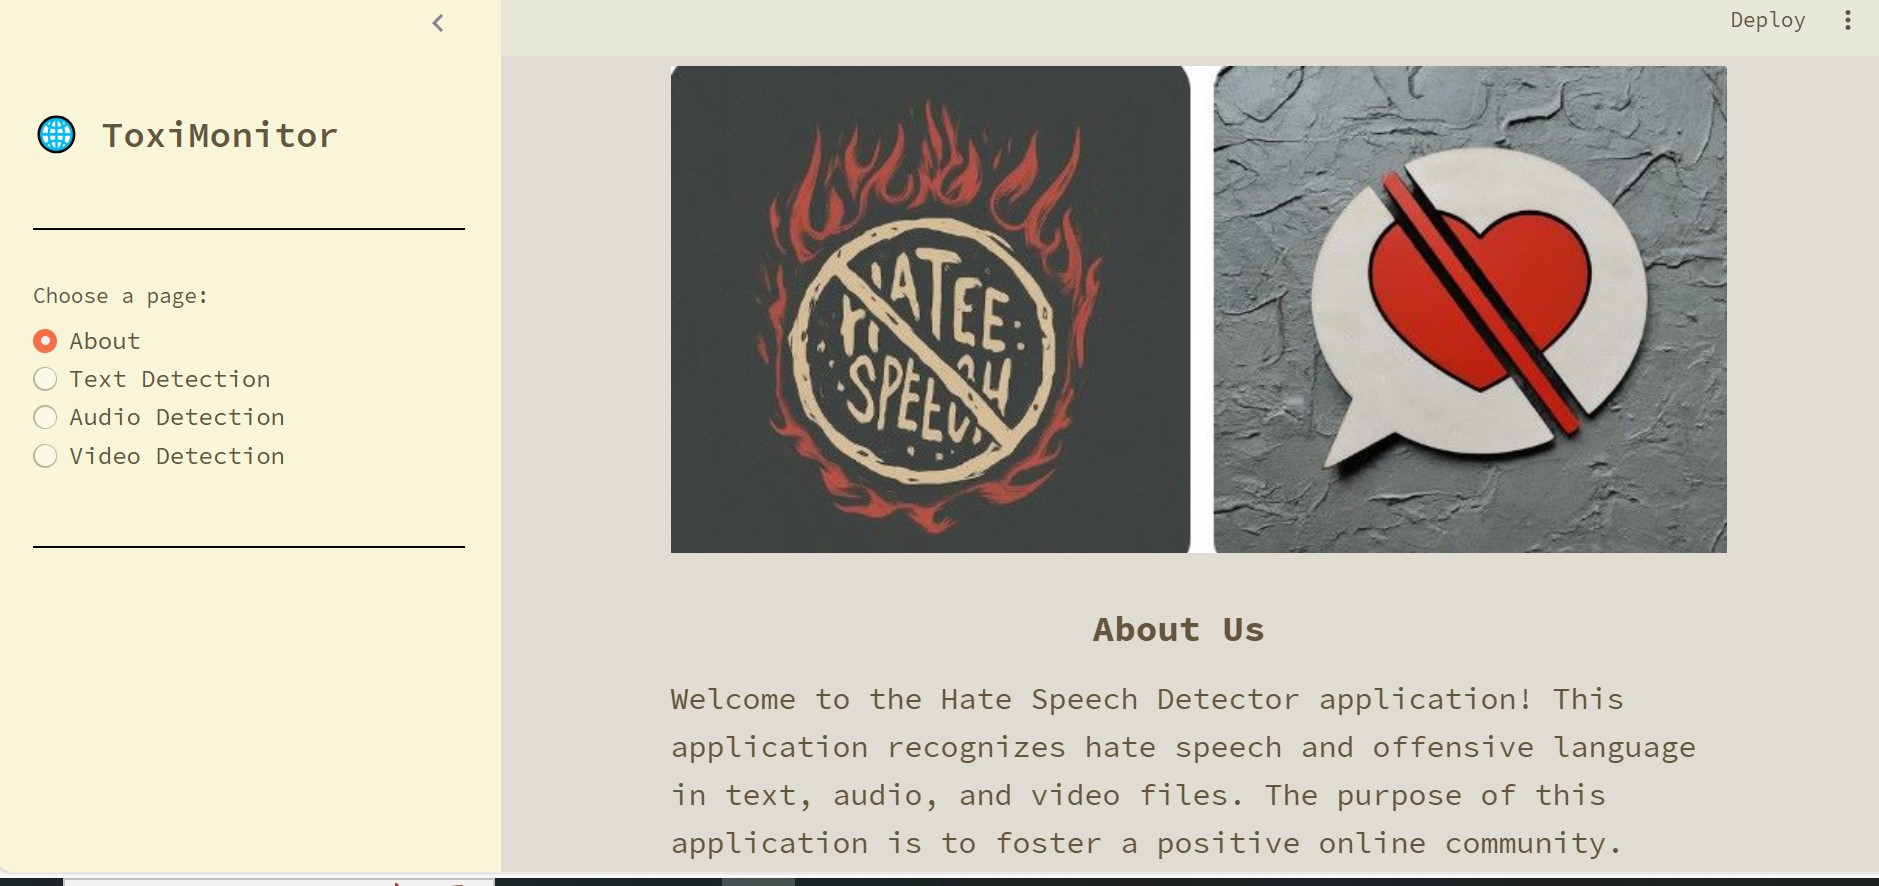 Deploy
ToxiMonitor
Choose a page:
About
Text Detection
Audio Detection
Video Detection
HATEE
SPEECH
About Us
Welcome to the Hate Speech Detector application! This
application recognizes hate speech and offensive language
in text, audio, and video files. The purpose of this
application is to foster a positive online community.